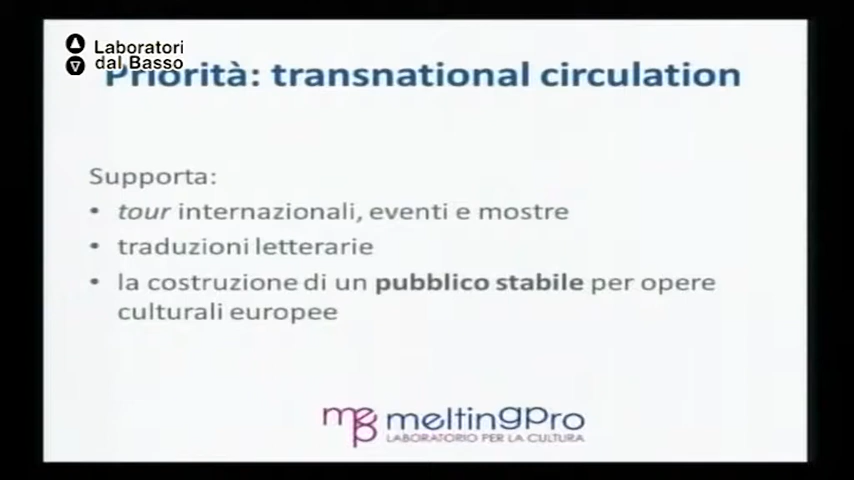 Laboratori
dal Basso
Priorità: transnational circulation
Supporta:
• tour internazionali, eventi e mostre
• traduzioni letterarie
• la costruzione di un pubblico stabile per opere
culturali europee
mep meltingpro
LABORATORIO PER LA CULTURA